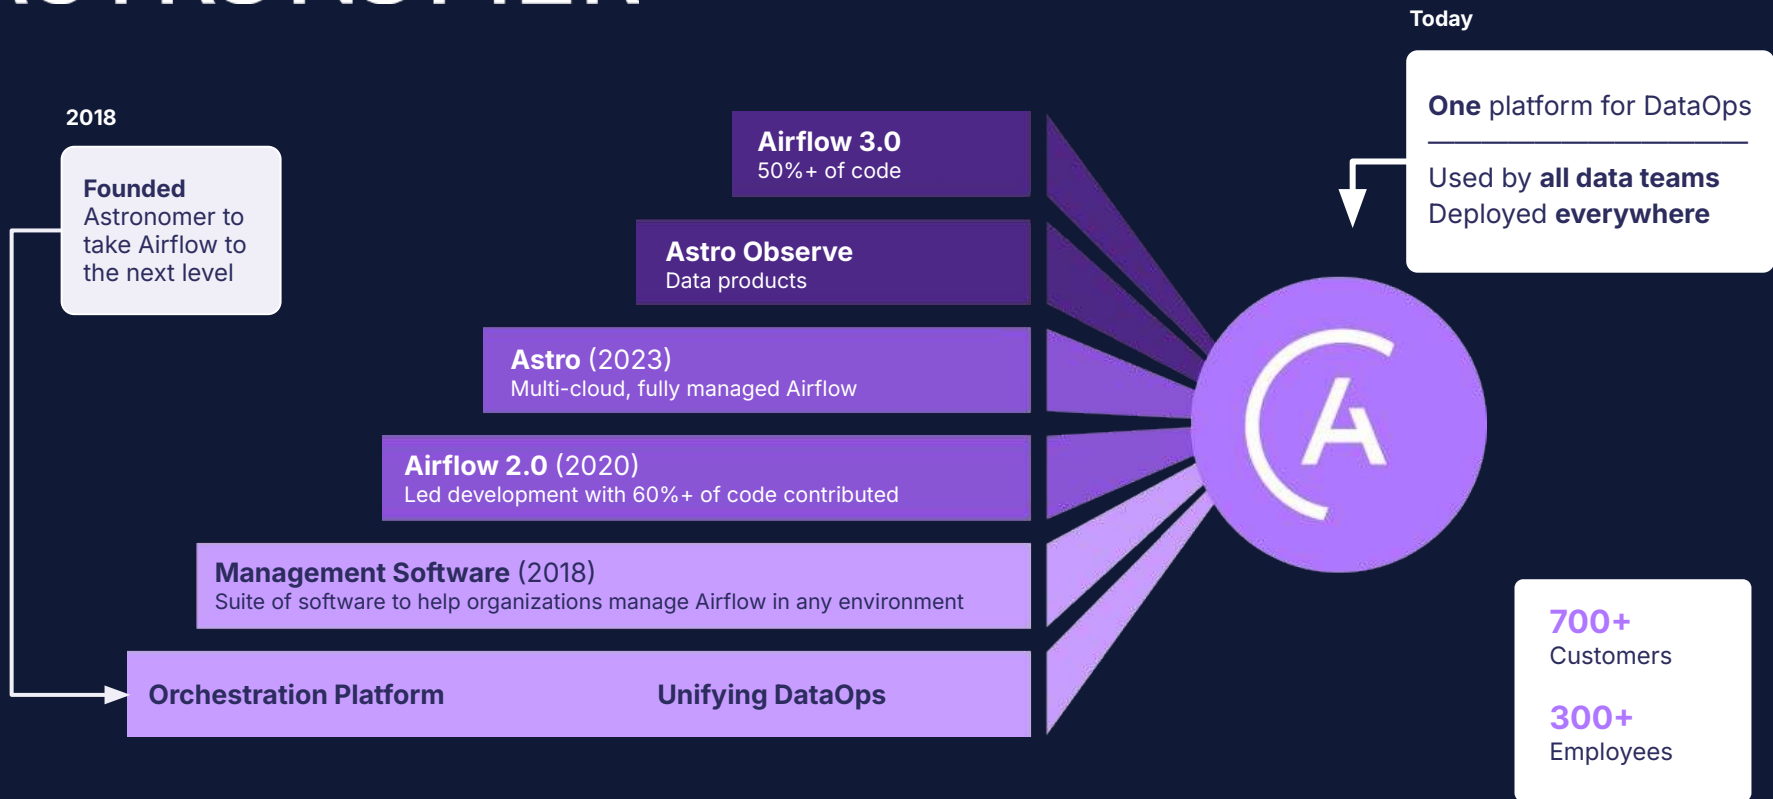 ASTRONOMER
Today
One platform for DataOps
Used by all data teams
Deployed everywhere
2018
Founded
Astronomer to
take Airflow to
the next level
Airflow 3.0
50%+ of code
Astro Observe
Data products
Astro (2023)
Multi-cloud, fully managed Airflow
Airflow 2.0 (2020)
Led development with 60%+ of code contributed
Management Software (2018)
Suite of software to help organizations manage Airflow in any environment
Orchestration Platform Unifying DataOps
700+
Customers
300+
Employees